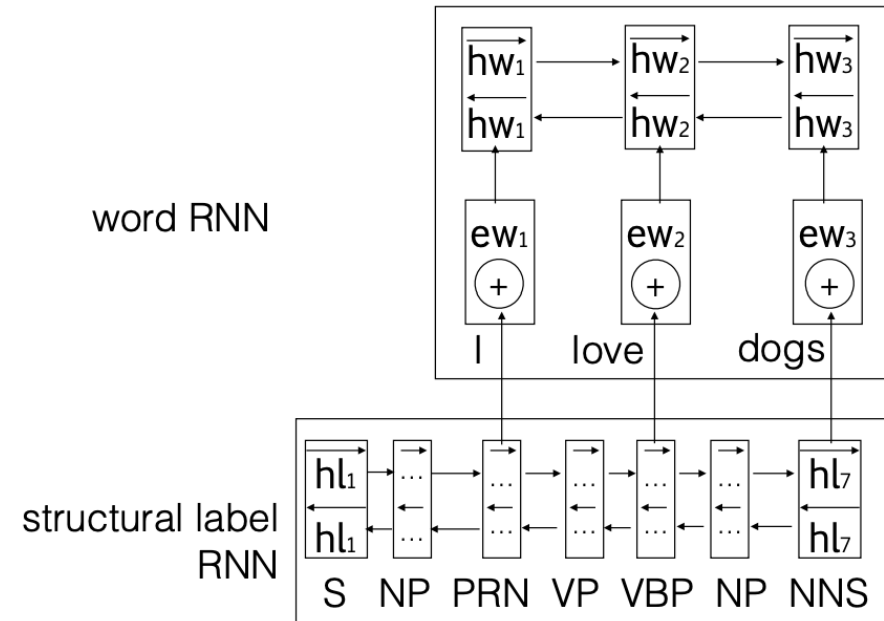 hw₁ hw₂ hw₃
hw₁ hw₂ hw₃
word RNN
ew₁ ew₂ ew₃
+ + +
I love dogs
hl₁ ... ... ... ... ... hl₇
hl₁ ... ... ... ... ... hl₇
structural label
RNN
S NP PRN VP VBP NP NNS